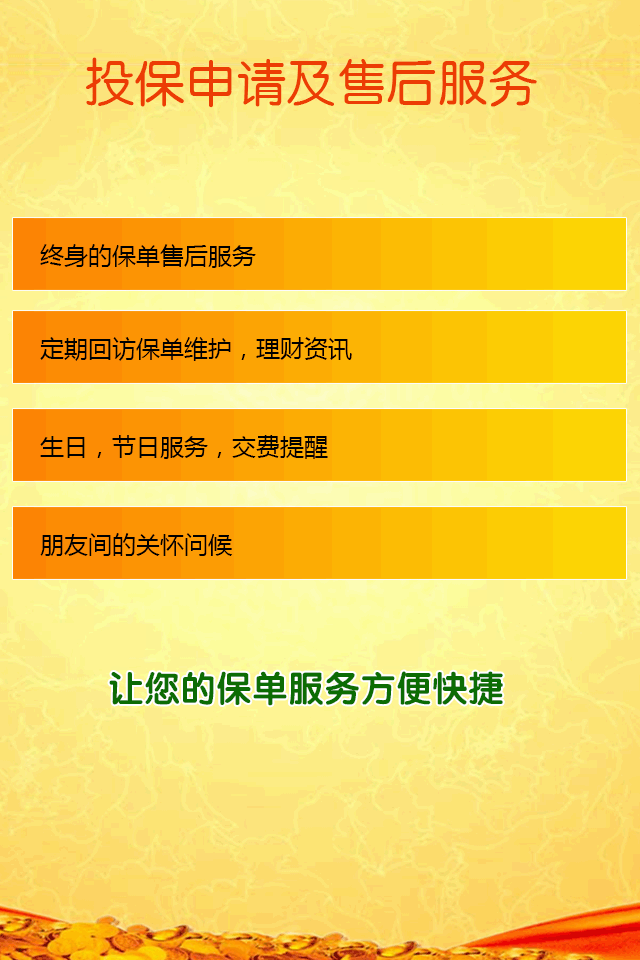 投保申请及售后服务
终身的保单售后服务
定期回访保单维护，理财资讯
生日，节日服务，交费提醒
朋友间的关怀问候
让您的保单服务方便快捷